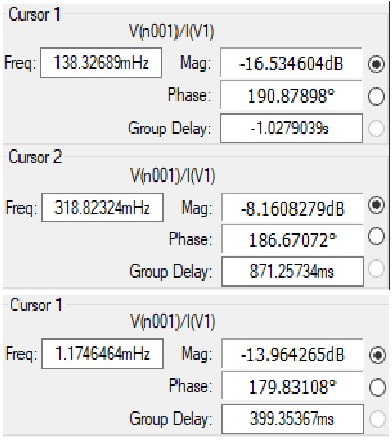 Cursor 1
V(n001)/I(V1)
Freq: 138.32689mHz Mag: -16.534604dB
Phase: 190.87898°
Group Delay: -1.0279039s
Cursor 2
V(n001)/I(V1)
Freq: 318.82324mHz Mag: -8.1608279dB
Phase: 186.67072°
Group Delay: 871.25734ms
Cursor 1
V(n001)/I(V1)
Freq: 1.1746464mHz Mag: -13.964265dB
Phase: 179.83108°
Group Delay: 399.35367ms